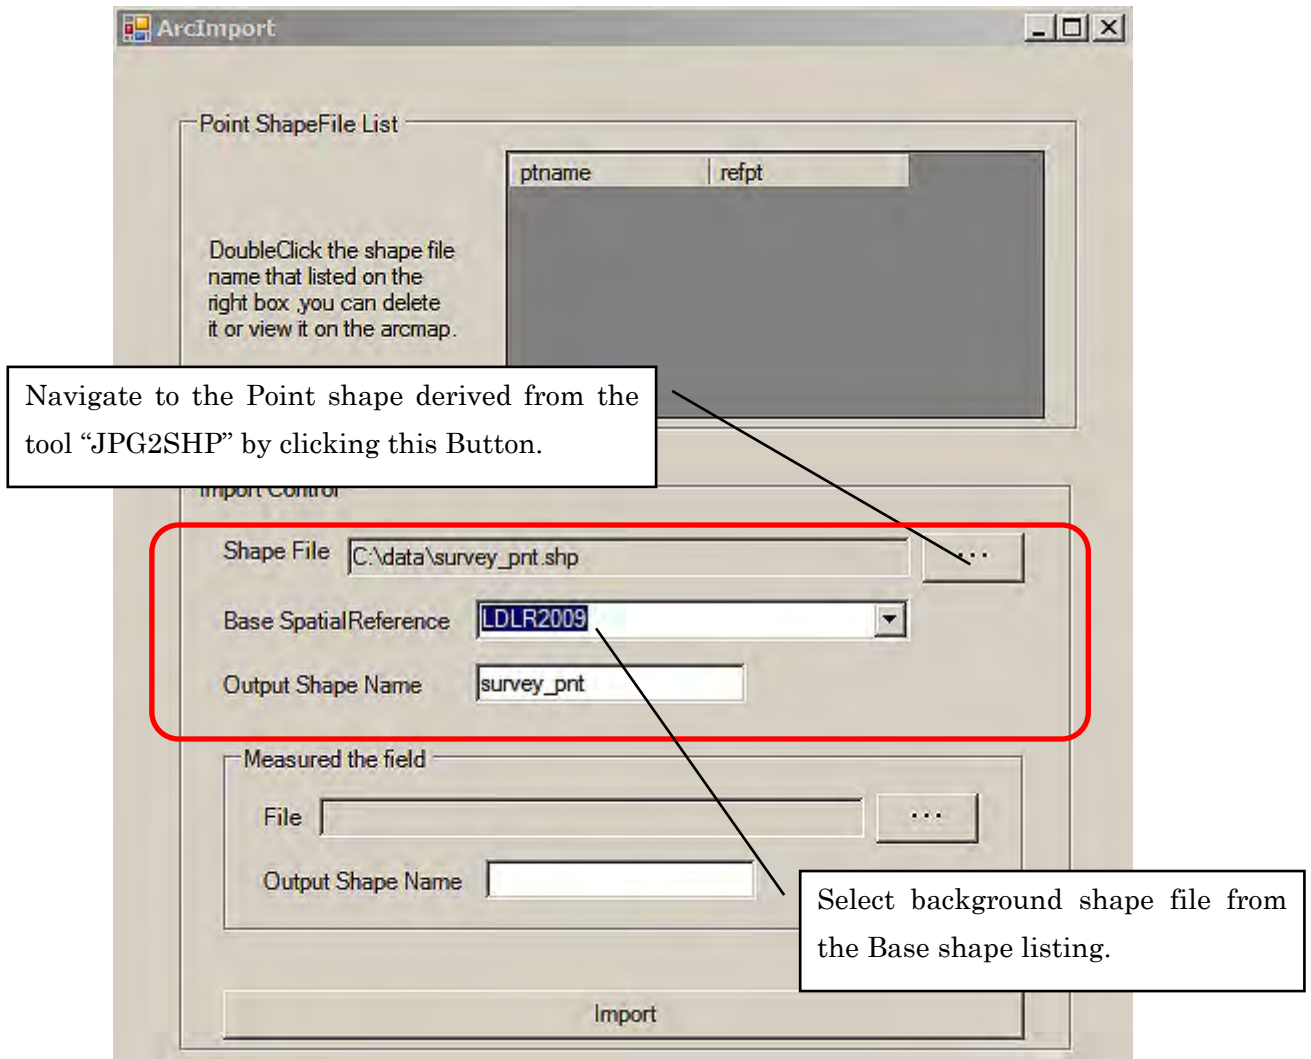 ArcImport
Point ShapeFile List
ptname
refpt
DoubleClick the shape file
name that listed on the
right box ,you can delete
it or view it on the arcmap.
Navigate to the Point shape derived from the
tool “JPG2SHP” by clicking this Button.
Import Control
Shape File
C:\data\survey_pnt.shp
...
Base SpatialReference
LDLR2009
Output Shape Name
survey_pnt
Measured the field
File
...
Output Shape Name
Select background shape file from
the Base shape listing.
Import